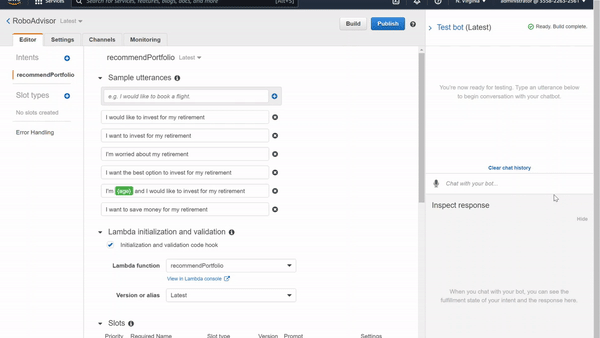 Services
Search for services, features, blogs, docs, and more
[Alt+S]
N. Virginia
RoboAdvisor Latest
Build
Publish
Editor Settings Channels Monitoring
Intents
recommendPortfolio
Slot types
No slots created
Error Handling
recommendPortfolio Latest
Sample utterances
e.g. I would like to book a flight.
I would like to invest for my retirement
I want to invest for my retirement
I'm worried about my retirement
I want the best option to invest for my retirement
I'm {age} and I would like to invest for my retirement
I want to save money for my retirement
Lambda initialization and validation
Initialization and validation code hook
Lambda function recommendPortfolio
View in Lambda console
Version or alias Latest
Slots
Priority Required Name Slot type Version Prompt Settings
Test bot (Latest)
Ready. Build complete.
You're now ready for testing. Type an utterance below
to begin conversation with your chatbot.
Clear chat history
Chat with your bot...
Inspect response
Hide
When you chat with your bot, you can see the
fulfillment state of your intent and the response here.